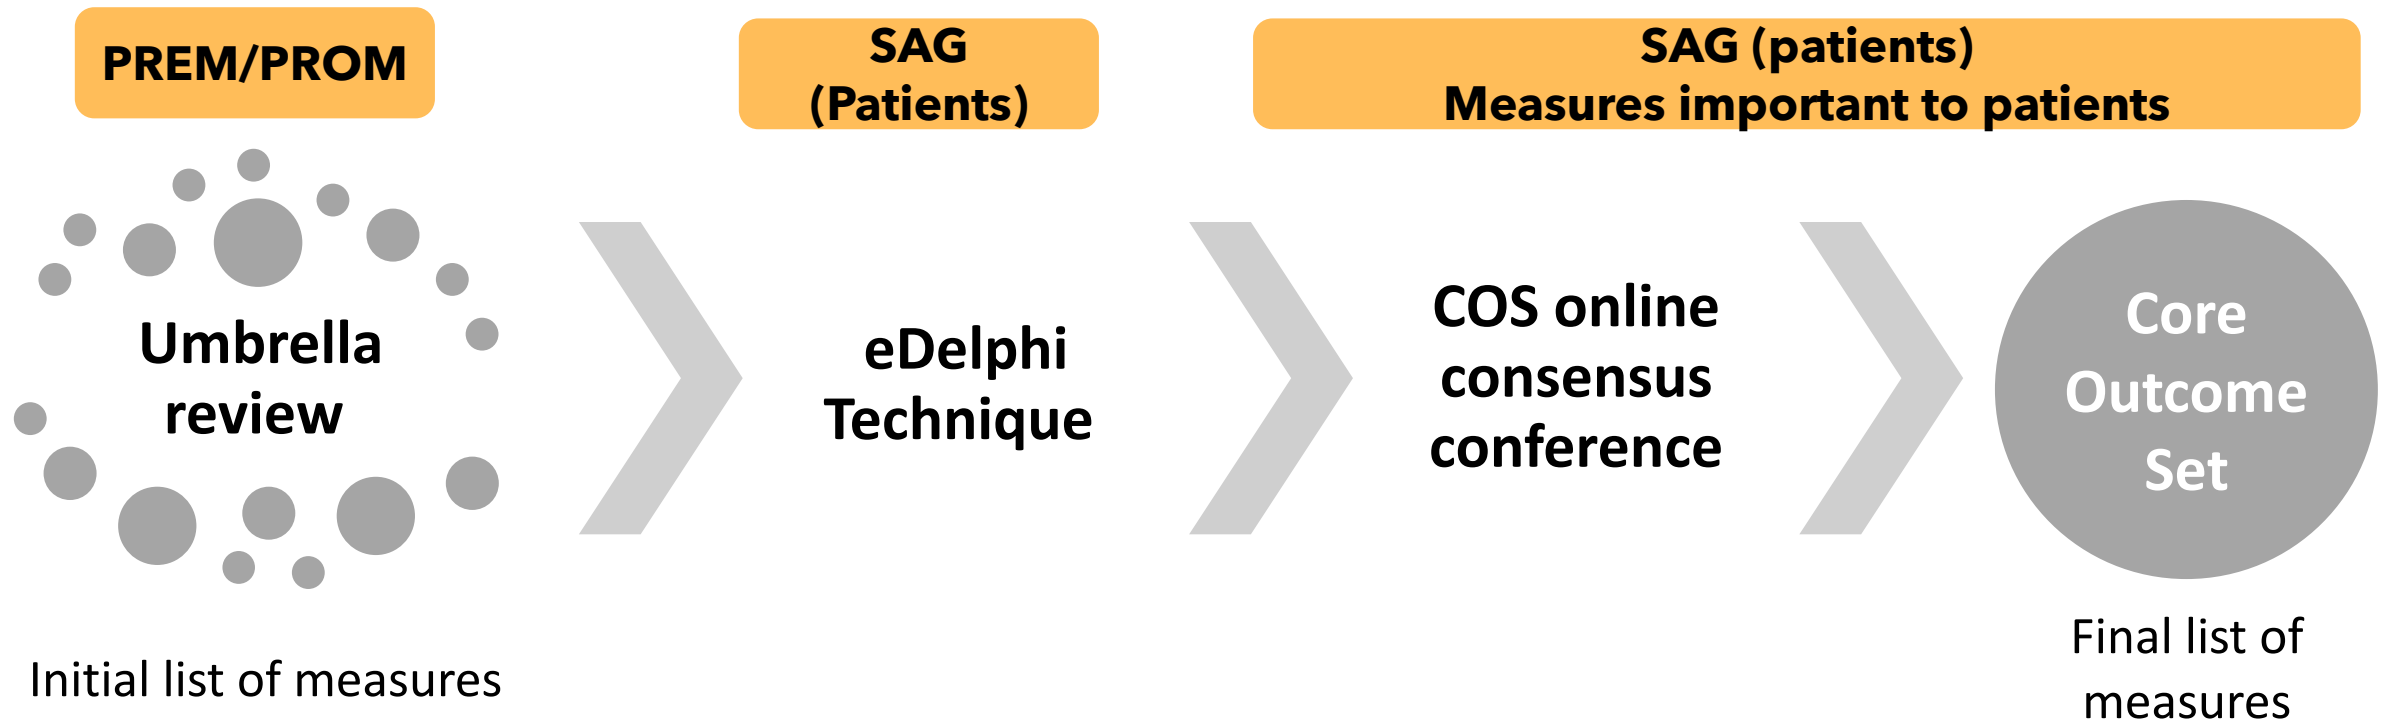 PREM/PROM
SAG
(Patients)
SAG (patients)
Measures important to patients
Umbrella
review
eDelphi
Technique
COS online
consensus
conference
Core
Outcome
Set
Initial list of measures
Final list of
measures